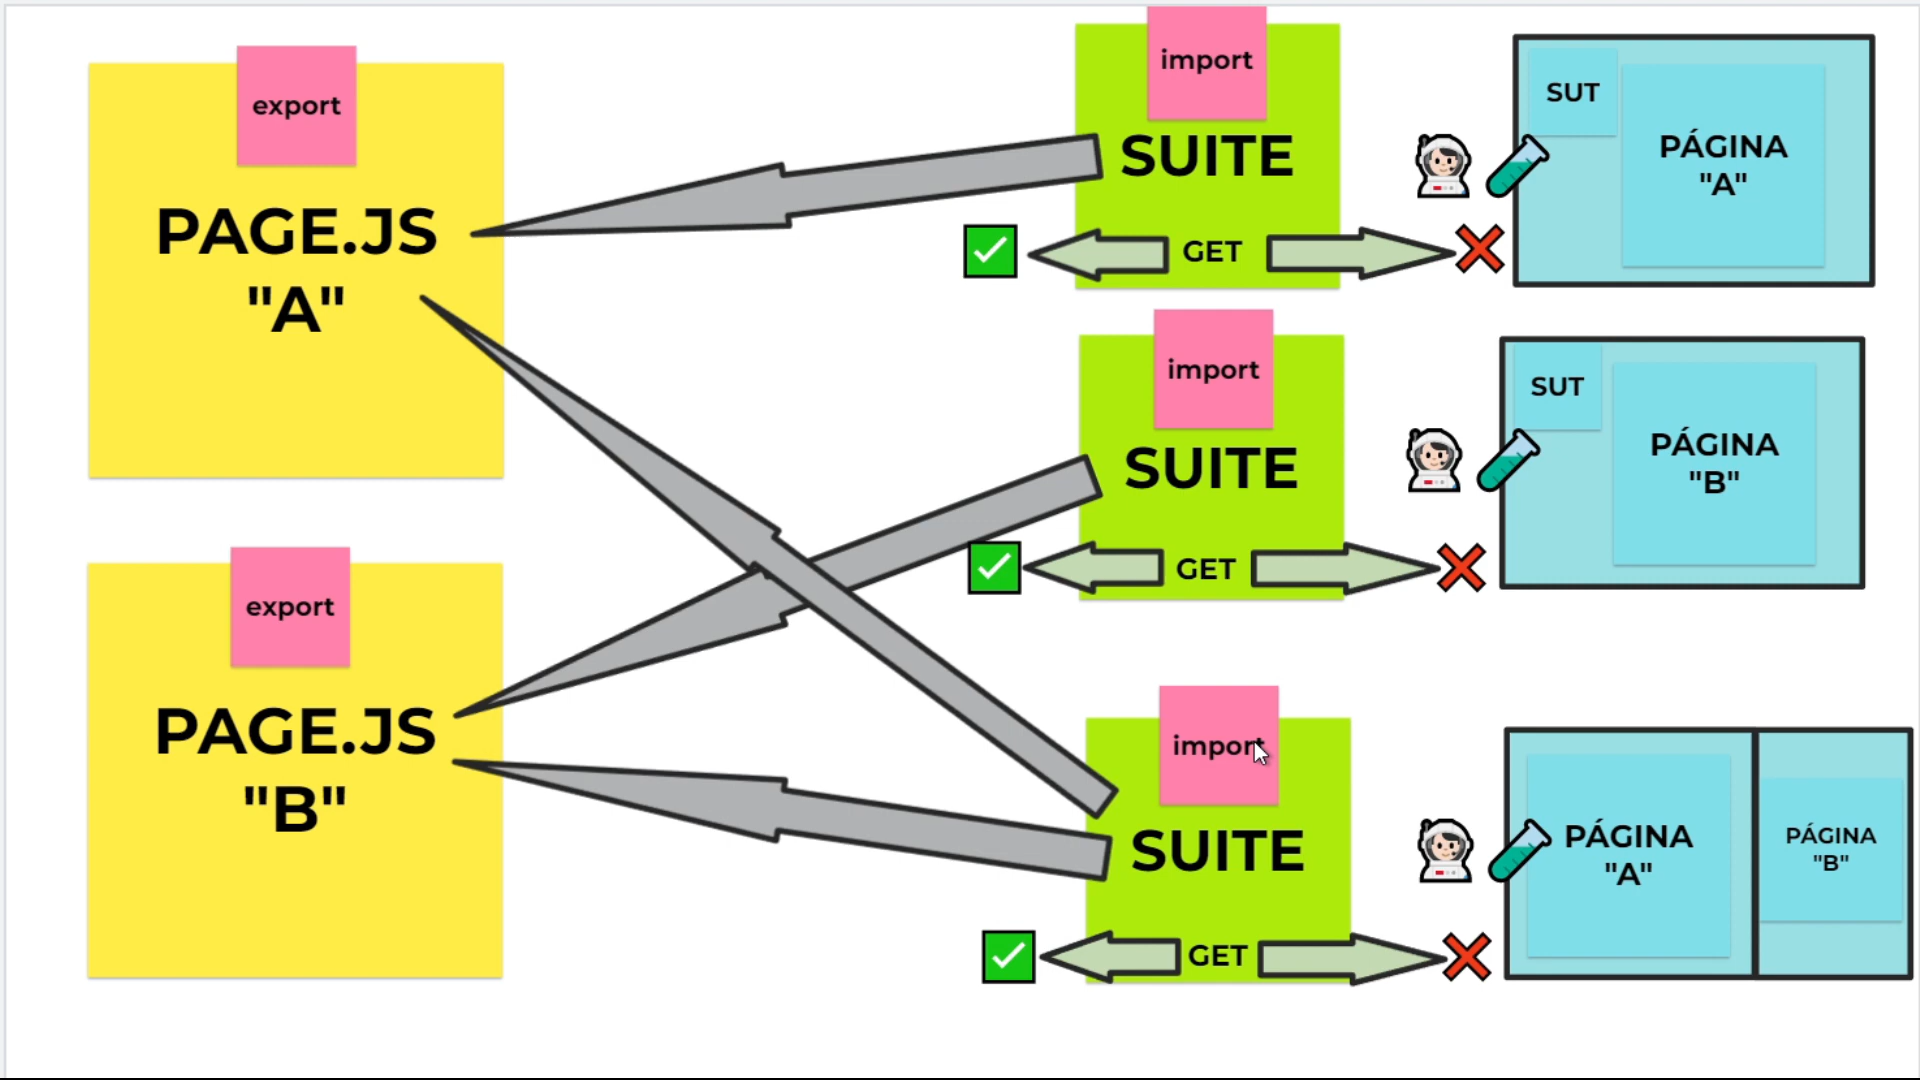 export
PAGE.JS
"A"
import
SUITE
GET
SUT
PÁGINA
"A"
import
SUITE
GET
SUT
PÁGINA
"B"
export
PAGE.JS
"B"
import
SUITE
GET
PÁGINA
"A"
PÁGINA
"B"